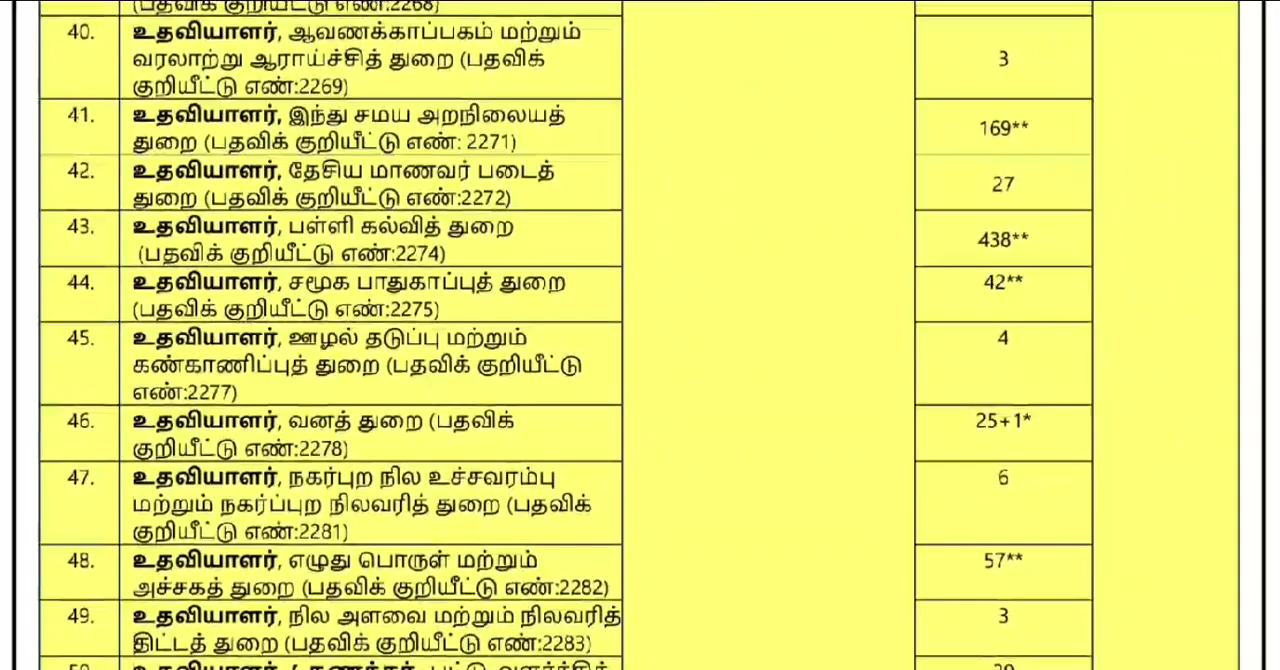 (பதவிக் குறியீட்டு எண்:2268)
40.
உதவியாளர், ஆவணக்காப்பகம் மற்றும்
வரலாற்று ஆராய்ச்சித் துறை (பதவிக்
குறியீட்டு எண்:2269)
3
41.
உதவியாளர், இந்து சமய அறநிலையத்
துறை (பதவிக் குறியீட்டு எண்: 2271)
169**
42.
உதவியாளர், தேசிய மாணவர் படைத்
துறை (பதவிக் குறியீட்டு எண்:2272)
27
43.
உதவியாளர், பள்ளி கல்வித் துறை
(பதவிக் குறியீட்டு எண்:2274)
438**
44.
உதவியாளர், சமூக பாதுகாப்புத் துறை
(பதவிக் குறியீட்டு எண்:2275)
42**
45.
உதவியாளர், ஊழல் தடுப்பு மற்றும்
கண்காணிப்புத் துறை (பதவிக் குறியீட்டு
எண்:2277)
4
46.
உதவியாளர், வனத் துறை (பதவிக்
குறியீட்டு எண்:2278)
25+1*
47.
உதவியாளர், நகர்புற நில உச்சவரம்பு
மற்றும் நகர்ப்புற நிலவரித் துறை (பதவிக்
குறியீட்டு எண்:2281)
6
48.
உதவியாளர், எழுது பொருள் மற்றும்
அச்சகத் துறை (பதவிக் குறியீட்டு எண்:2282)
57**
49.
உதவியாளர், நில அளவை மற்றும் நிலவரித்
திட்டத் துறை (பதவிக் குறியீட்டு எண்:2283)
3